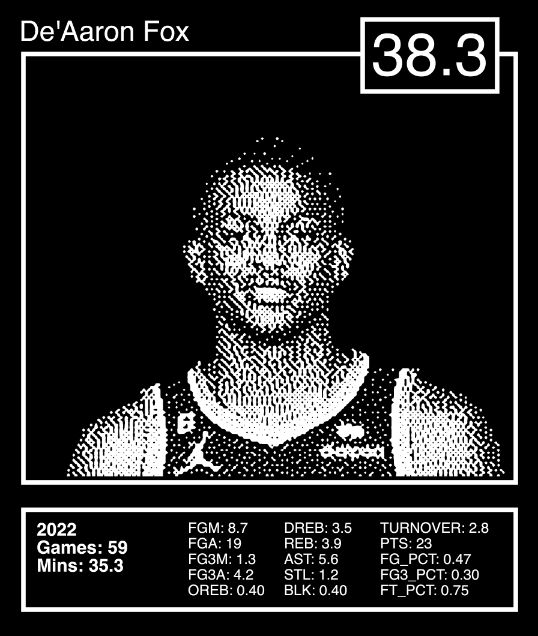 De'Aaron Fox
38.3
2022
Games: 59
Mins: 35.3
FGM: 8.7
FGA: 19
FG3M: 1.3
FG3A: 4.2
OREB: 0.40
DREB: 3.5
REB: 3.9
AST: 5.6
STL: 1.2
BLK: 0.40
TURNOVER: 2.8
PTS: 23
FG_PCT: 0.47
FG3_PCT: 0.30
FT_PCT: 0.75